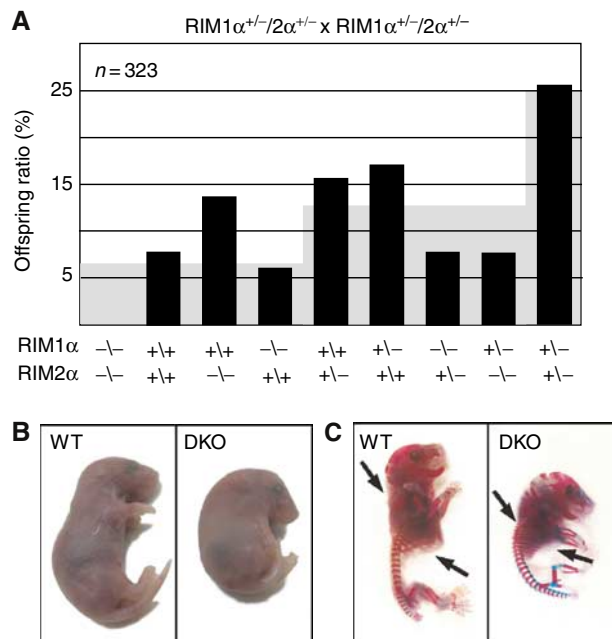 A
RIM1α+/−/2α+/− x RIM1α+/−/2α+/−
n = 323
Offspring ratio (%)
25
15
5
RIM1α −\− +\+ +\+ −\− +\+ +\− −\− +\− +\−
RIM2α −\− +\+ −\− +\+ +\− +\+ +\− −\− +\−
B
WT
DKO
C
WT
DKO